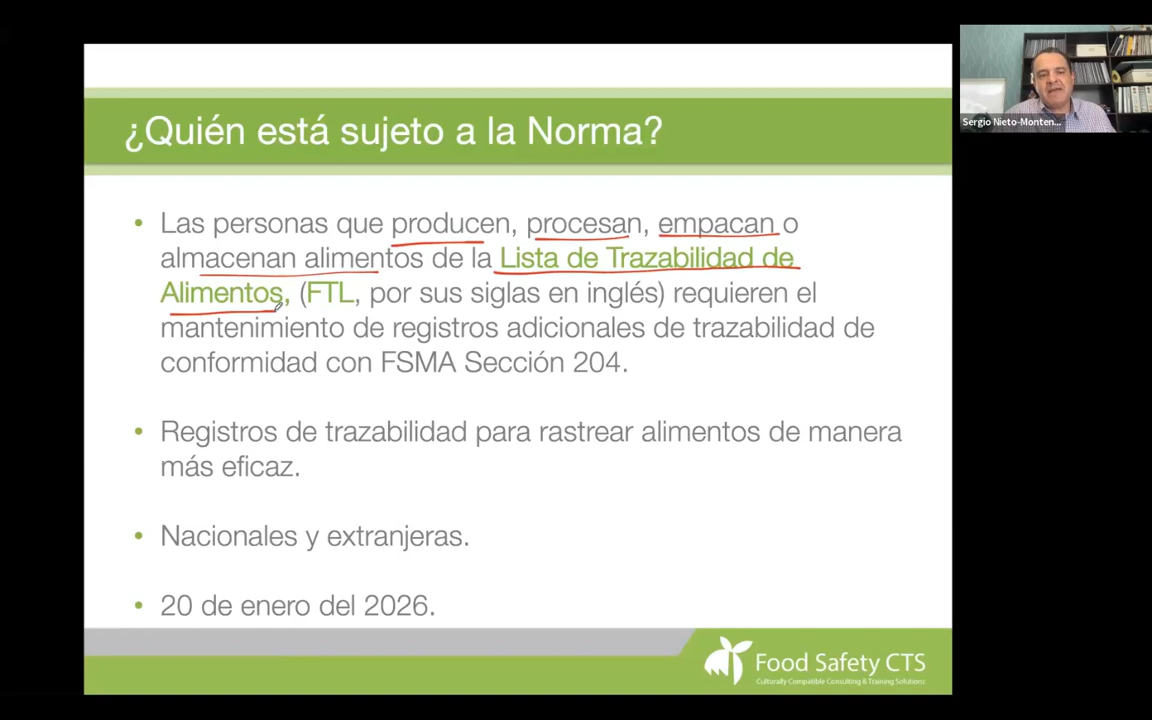 ¿Quién está sujeto a la Norma?
• Las personas que producen, procesan, empacan o
almacenan alimentos de la Lista de Trazabilidad de
Alimentos, (FTL, por sus siglas en inglés) requieren el
mantenimiento de registros adicionales de trazabilidad de
conformidad con FSMA Sección 204.
• Registros de trazabilidad para rastrear alimentos de manera
más eficaz.
• Nacionales y extranjeras.
• 20 de enero del 2026.
Food Safety CTS
Culturally Compatible Consulting & Training Solutions
Sergio Nieto-Monten...